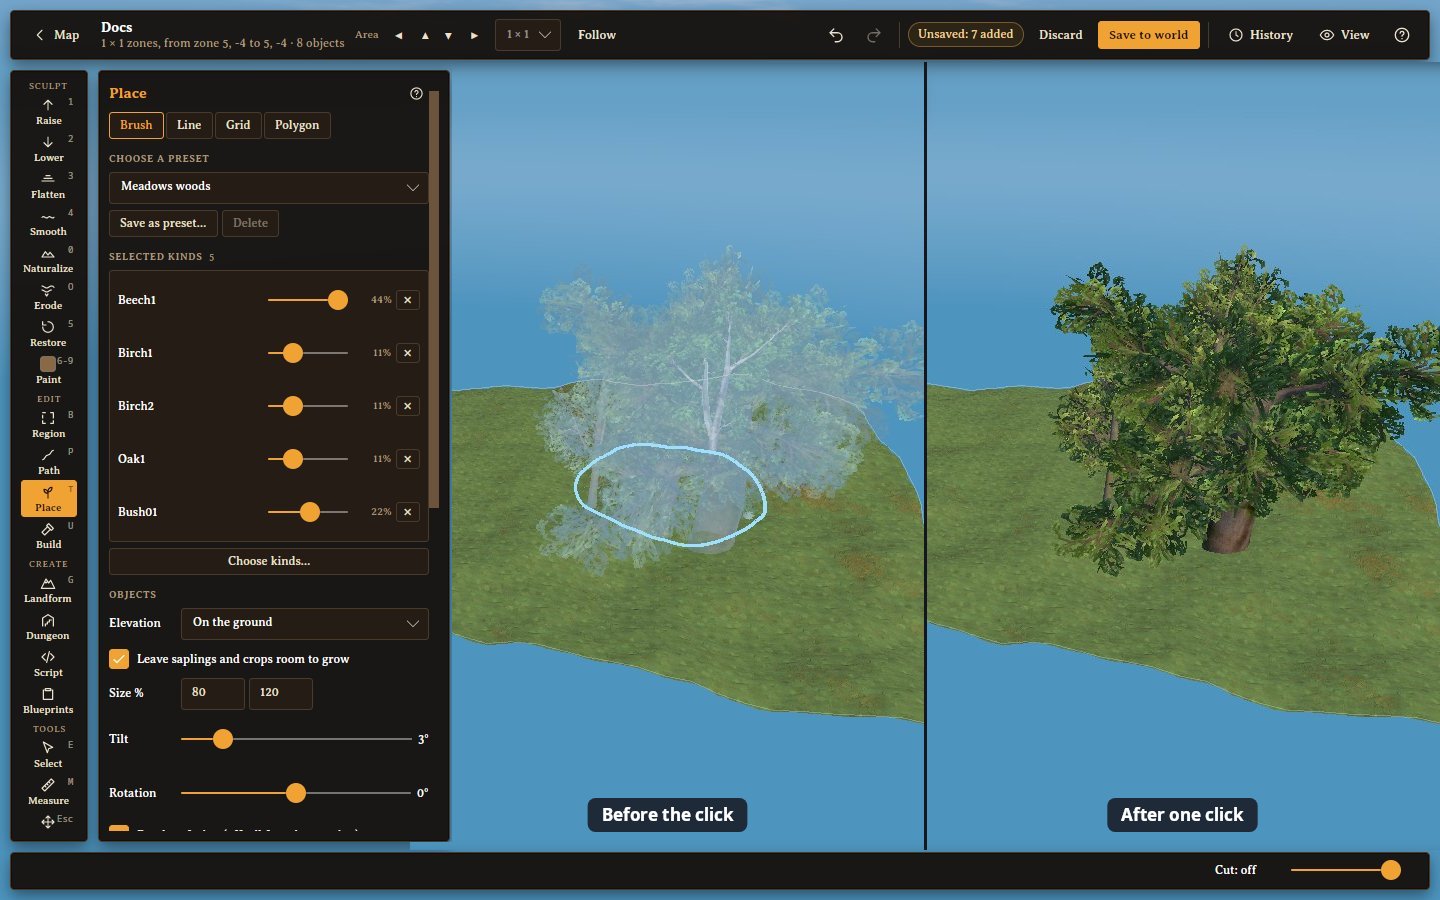 Map
Docs
1 × 1 zones, from zone 5, -4 to 5, -4 · 8 objects
Area
1 × 1
Follow
Unsaved: 7 added
Discard
Save to world
History
View
SCULPT
Raise 1
Lower 2
Flatten 3
Smooth 4
Naturalize 0
Erode O
Restore 5
Paint 6-9
EDIT
Region B
Path P
Place T
Build U
CREATE
Landform G
Dungeon
Script
Blueprints
TOOLS
Select E
Measure M
Esc
Place
Brush
Line
Grid
Polygon
CHOOSE A PRESET
Meadows woods
Save as preset...
Delete
SELECTED KINDS 5
Beech1 44%
Birch1 11%
Birch2 11%
Oak1 11%
Bush01 22%
Choose kinds...
OBJECTS
Elevation On the ground
Leave saplings and crops room to grow
Size % 80 120
Tilt 3°
Rotation 0°
Before the click
After one click
Cut: off